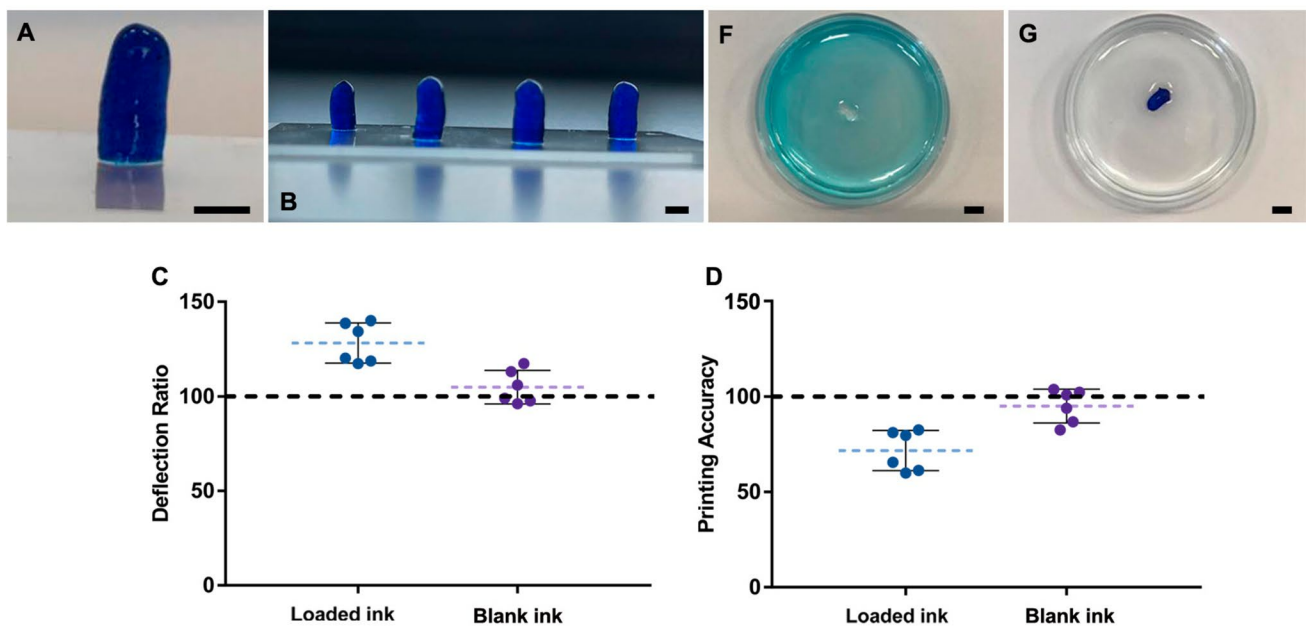 A
B
F
G
C
Deflection Ratio
150
100
50
0
Loaded ink
Blank ink
D
Printing Accuracy
150
100
50
0
Loaded ink
Blank ink